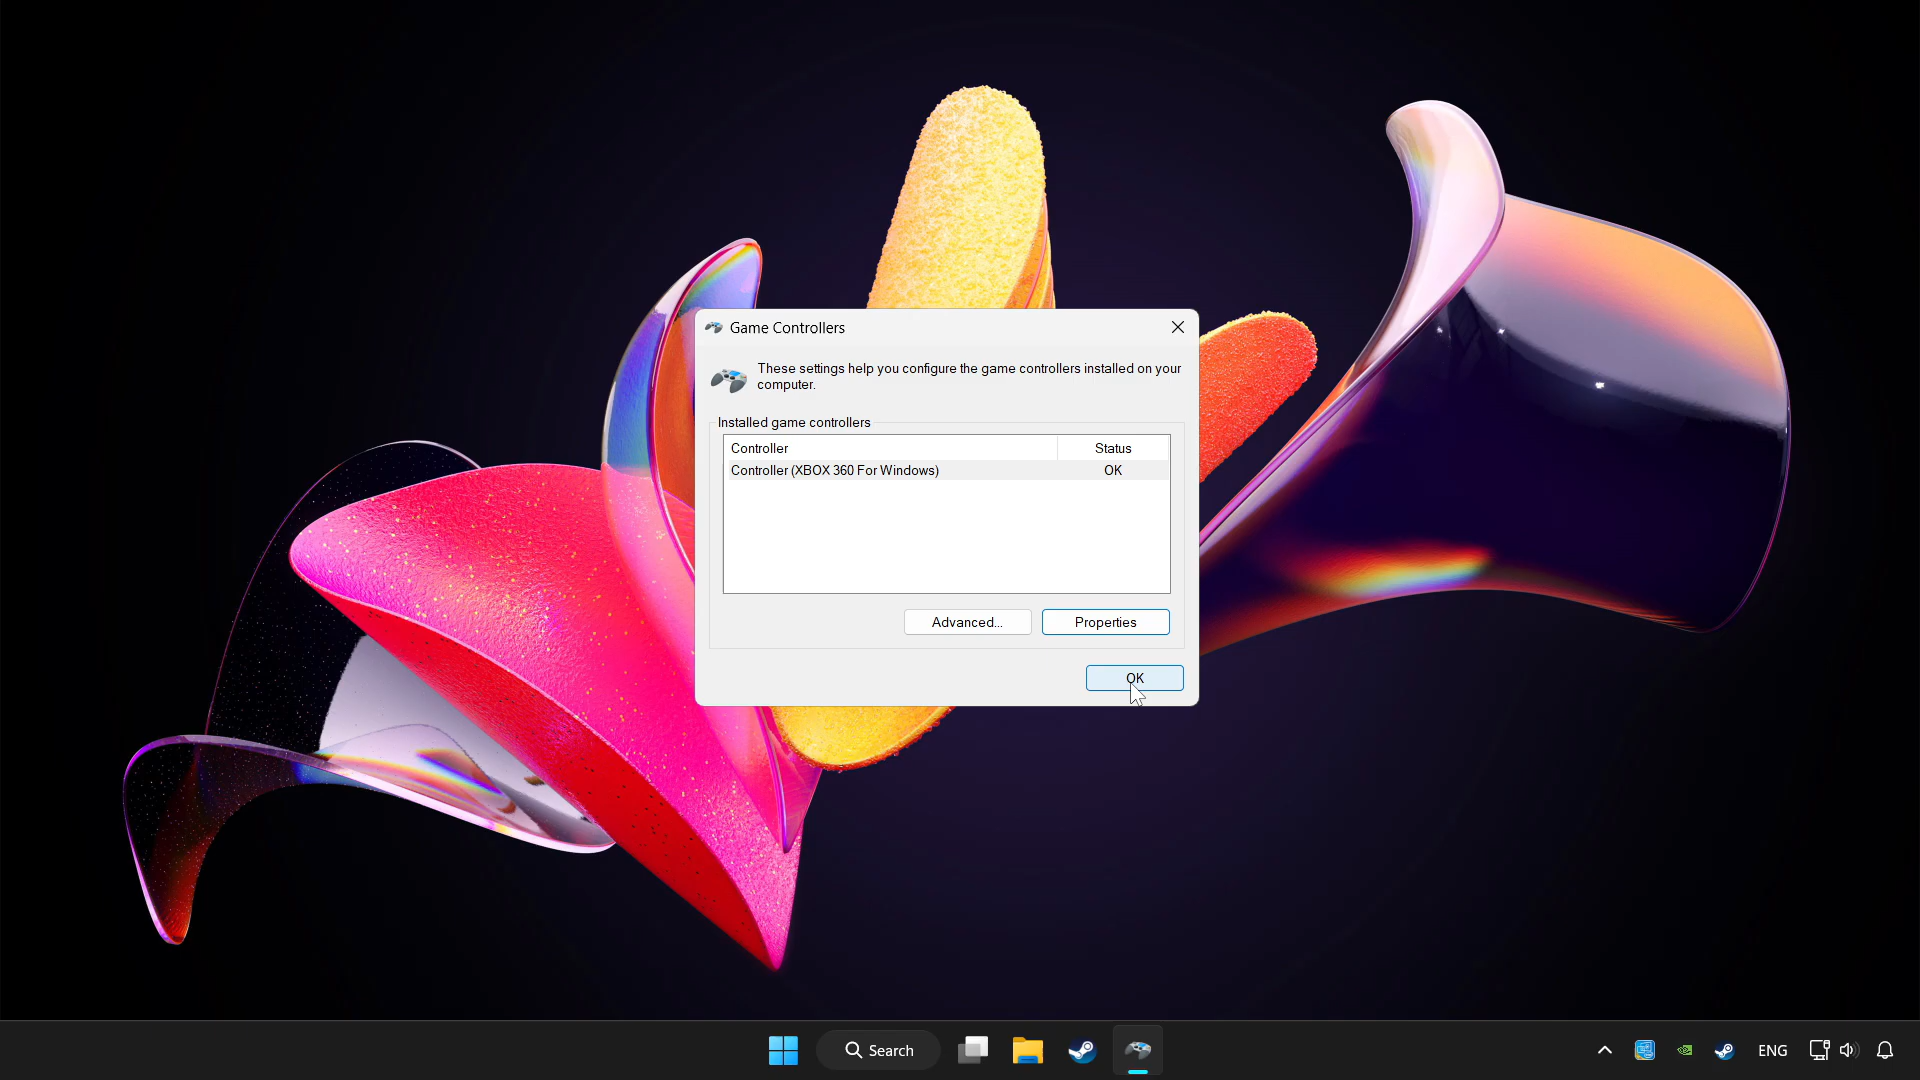 Game Controllers
These settings help you configure the game controllers installed on your
computer.
Installed game controllers
Controller Status
Controller (XBOX 360 For Windows) OK
Advanced... Properties
OK
Search
ENG